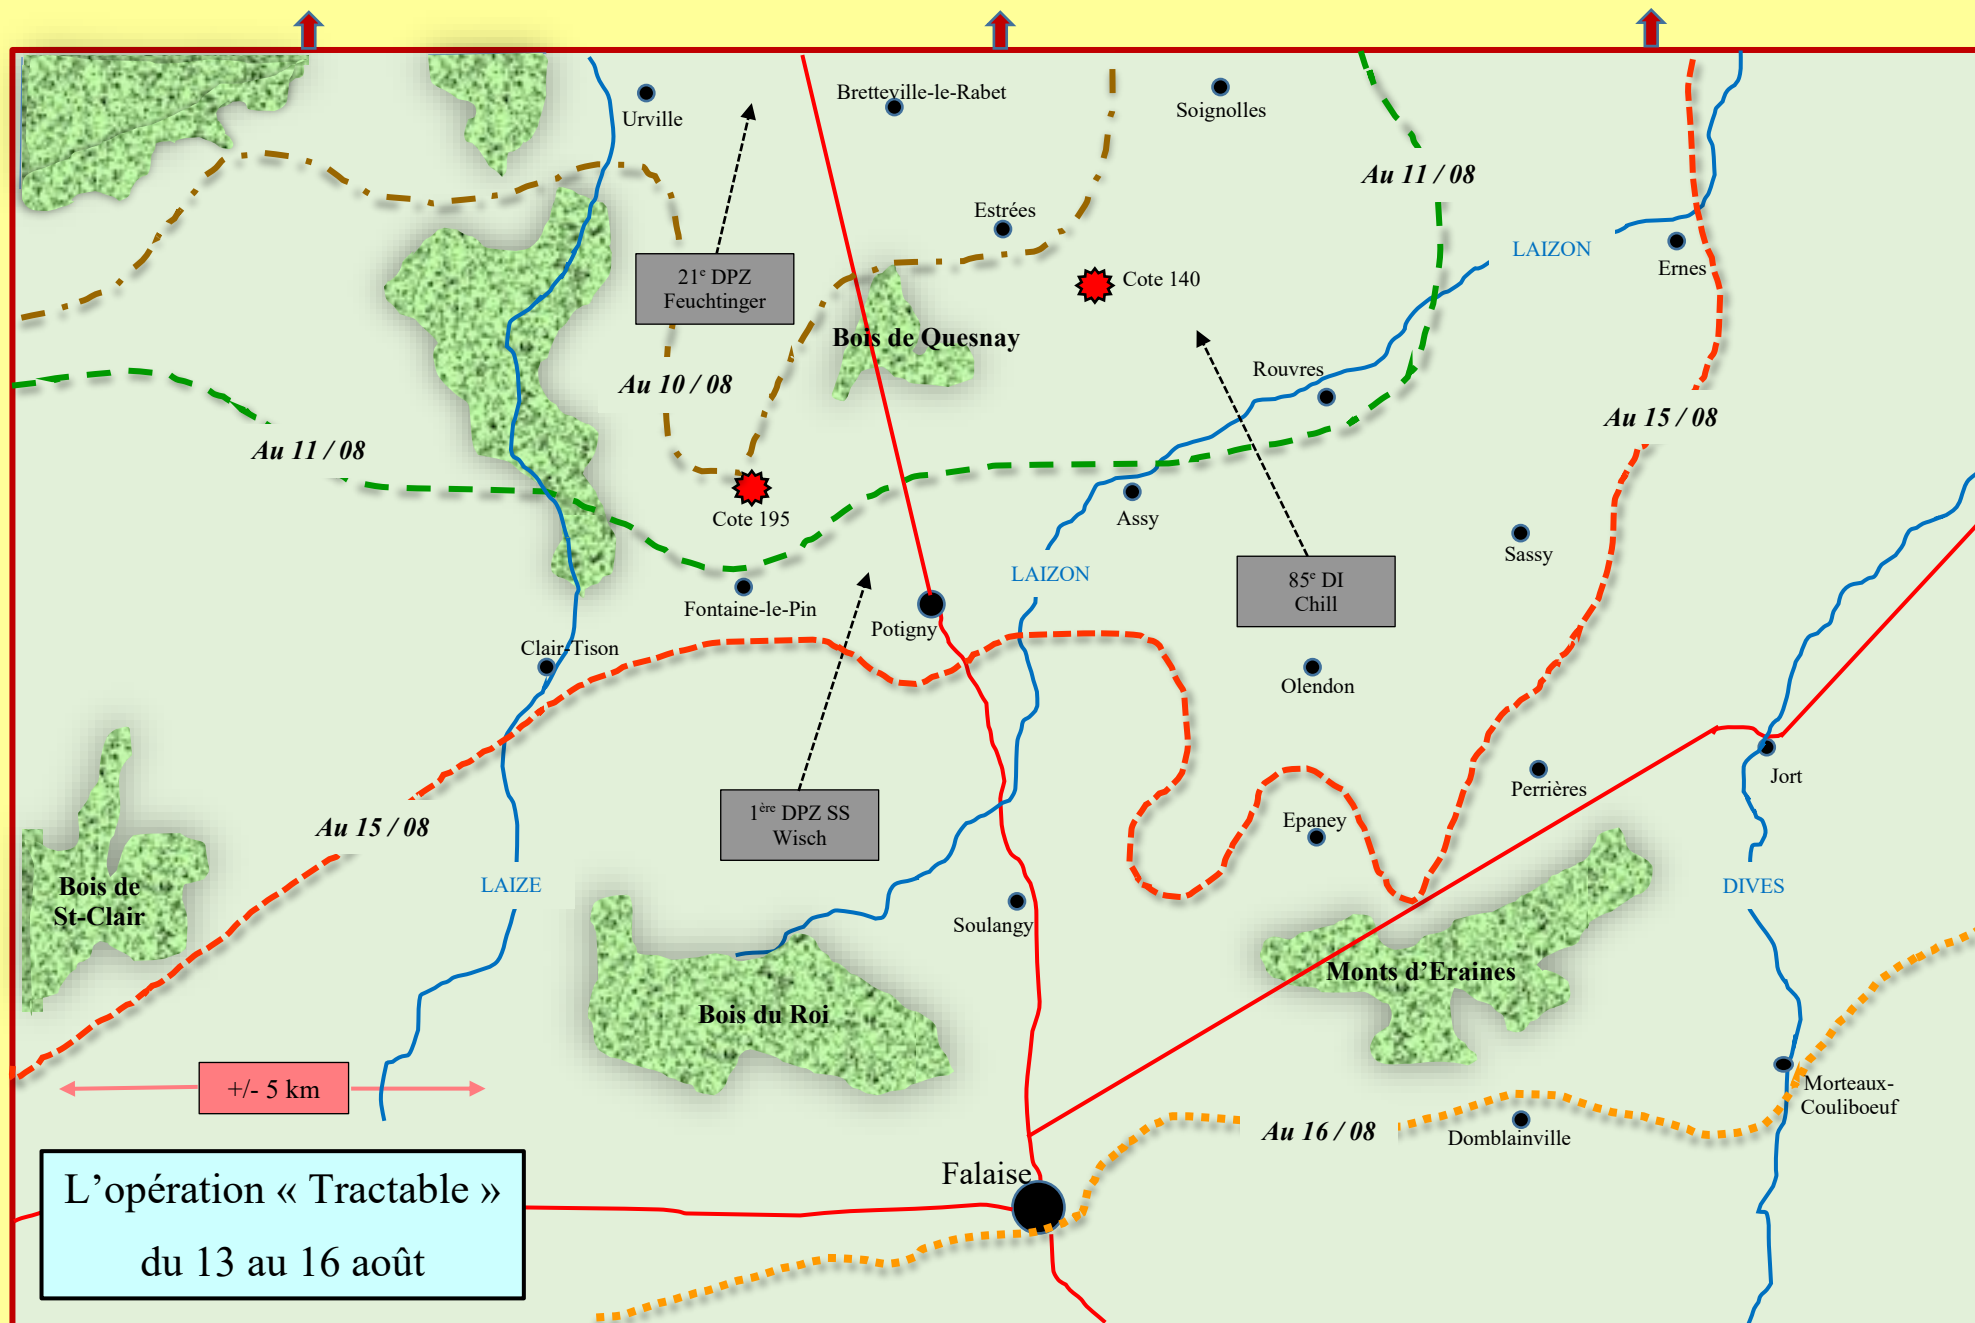 Bretteville-le-Rabet
Soignolles
Urville
Au 11 / 08
Estrées
LAIZON
Ernes
21e DPZ
Feuchtinger
Cote 140
Bois de Quesnay
Rouvres
Au 10 / 08
Au 15 / 08
Au 11 / 08
Cote 195
Assy
Sassy
LAIZON
85e DI
Chill
Fontaine-le-Pin
Potigny
Clair-Tison
Olendon
Jort
Perrières
1ère DPZ SS
Wisch
Epaney
Au 15 / 08
Bois de
St-Clair
LAIZE
DIVES
Soulangy
Monts d’Eraines
Bois du Roi
+/- 5 km
Morteaux-
Couliboeuf
Au 16 / 08
Domblainville
Falaise
L’opération « Tractable »
du 13 au 16 août